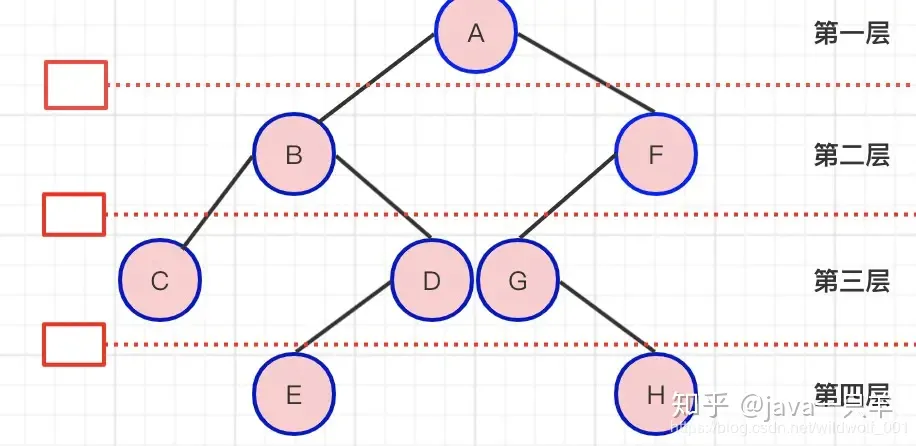 A
第一层
B
F
第二层
C
D
G
第三层
E
H
第四层
知乎 @java一只羊
https://blog.csdn.net/wildwolf_001